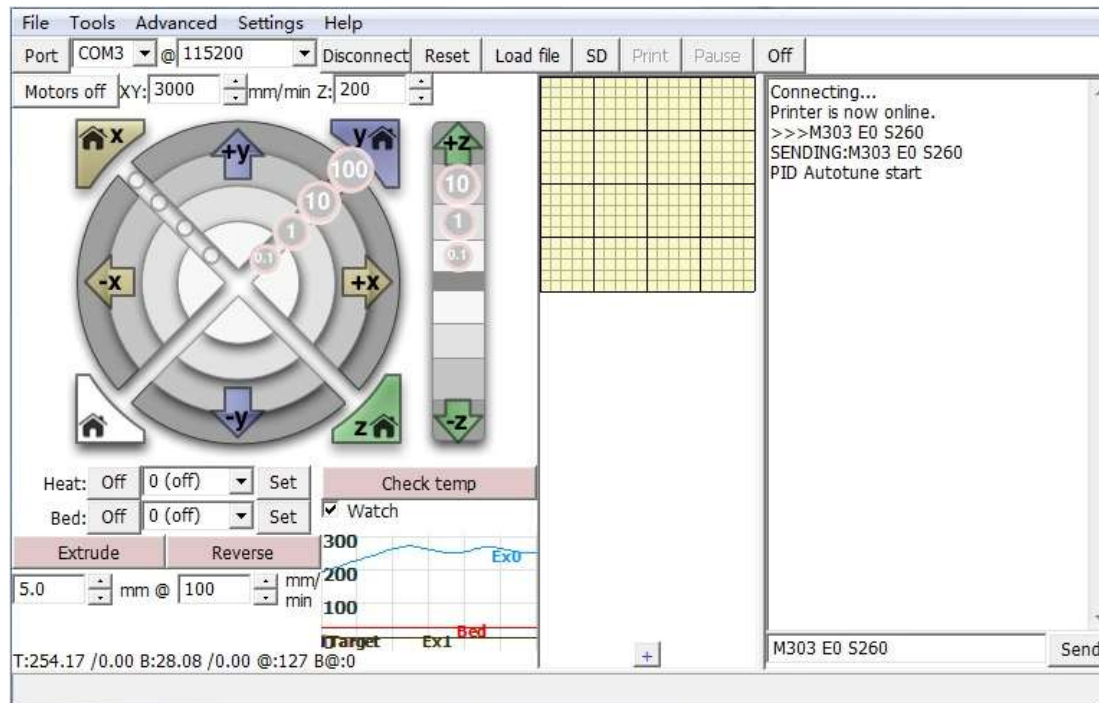 File Tools Advanced Settings Help
Port COM3 @ 115200 Disconnect Reset Load file SD Print Pause Off
Motors off XY: 3000 mm/min Z: 200
x +y y +z
100 10
10 1
1 0.1
0.1
-x +x
-y z -z
Heat: Off 0 (off) Set Check temp
Bed: Off 0 (off) Set Watch
Extrude Reverse
5.0 mm @ 100 mm/
min
300
Ex0
200
100
Bed
Target Ex1
T:254.17 /0.00 B:28.08 /0.00 @:127 B@:0
+
Connecting...
Printer is now online.
>>>M303 E0 S260
SENDING:M303 E0 S260
PID Autotune start
M303 E0 S260 Send